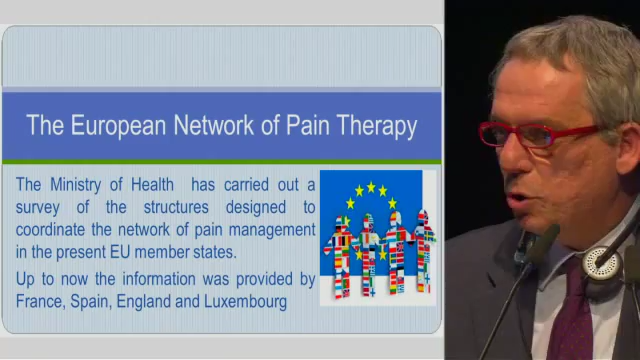 The European Network of Pain Therapy
The Ministry of Health has carried out a
survey of the structures designed to
coordinate the network of pain management
in the present EU member states.
Up to now the information was provided by
France, Spain, England and Luxembourg